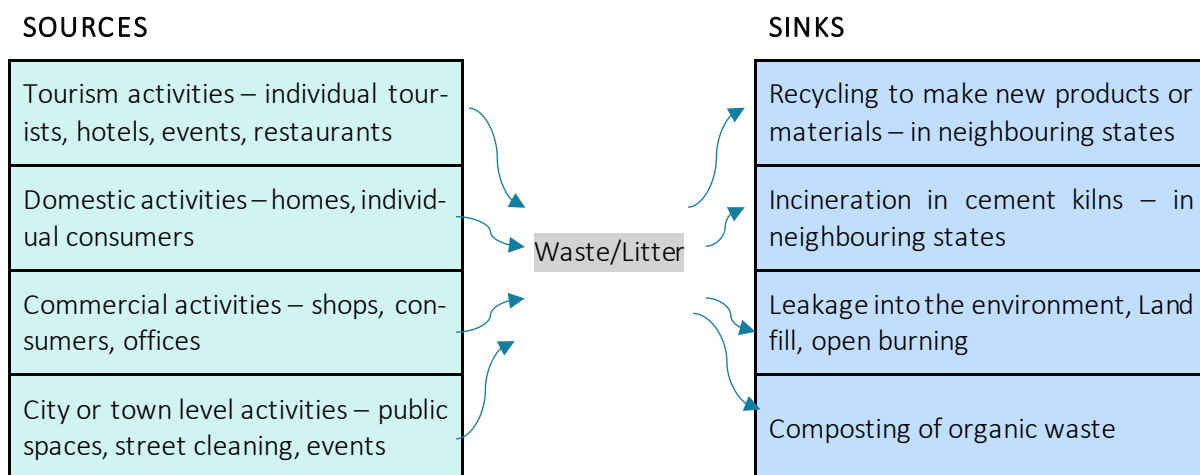 SOURCES
Tourism activities – individual tour-
ists, hotels, events, restaurants
Domestic activities – homes, individ-
ual consumers
Commercial activities – shops, con-
sumers, offices
City or town level activities – public
spaces, street cleaning, events
Waste/Litter
SINKS
Recycling to make new products or
materials – in neighbouring states
Incineration in cement kilns – in
neighbouring states
Leakage into the environment, Land
fill, open burning
Composting of organic waste